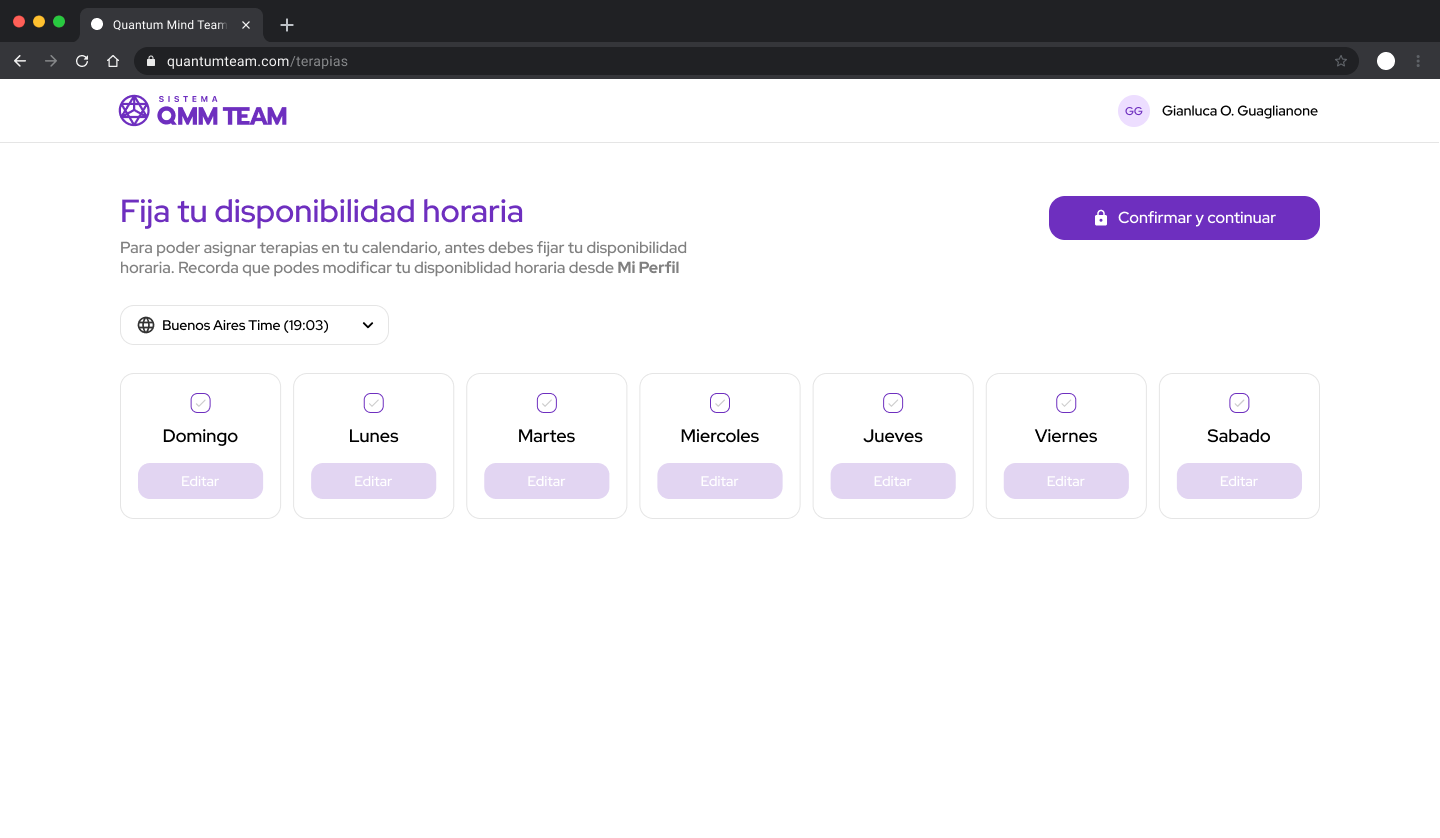 Quantum Mind Team
quantumteam.com/terapias
SISTEMA
QMM TEAM
GG
Gianluca O. Guaglianone
Fija tu disponibilidad horaria
Confirmar y continuar
Para poder asignar terapias en tu calendario, antes debes fijar tu disponibilidad
horaria. Recorda que podes modificar tu disponiblidad horaria desde Mi Perfil
Buenos Aires Time (19:03)
Domingo
Editar
Lunes
Editar
Martes
Editar
Miercoles
Editar
Jueves
Editar
Viernes
Editar
Sabado
Editar